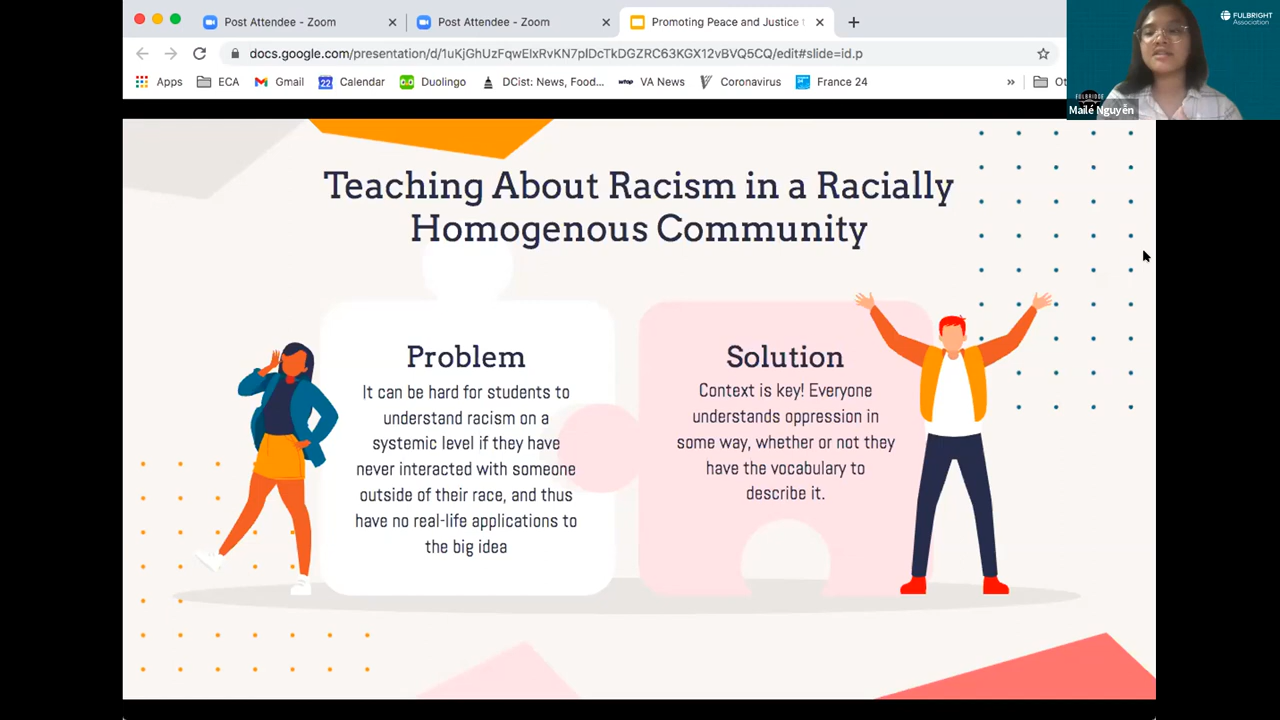 Post Attendee - Zoom
Post Attendee - Zoom
Promoting Peace and Justice
docs.google.com/presentation/d/1uKjGhUzFqwEIxRvKN7pIDcTkDGZRC63KGX12vBVQ5CQ/edit#slide=id.p
Apps
ECA
Gmail
22
Calendar
Duolingo
DCist: News, Food...
wtop
VA News
Coronavirus
France 24
»
FULBRIGHT
Association
FULBRIDGE
Mailé Nguyễn
Teaching About Racism in a Racially
Homogenous Community
Problem
It can be hard for students to
understand racism on a
systemic level if they have
never interacted with someone
outside of their race, and thus
have no real-life applications to
the big idea
Solution
Context is key! Everyone
understands oppression in
some way, whether or not they
have the vocabulary to
describe it.